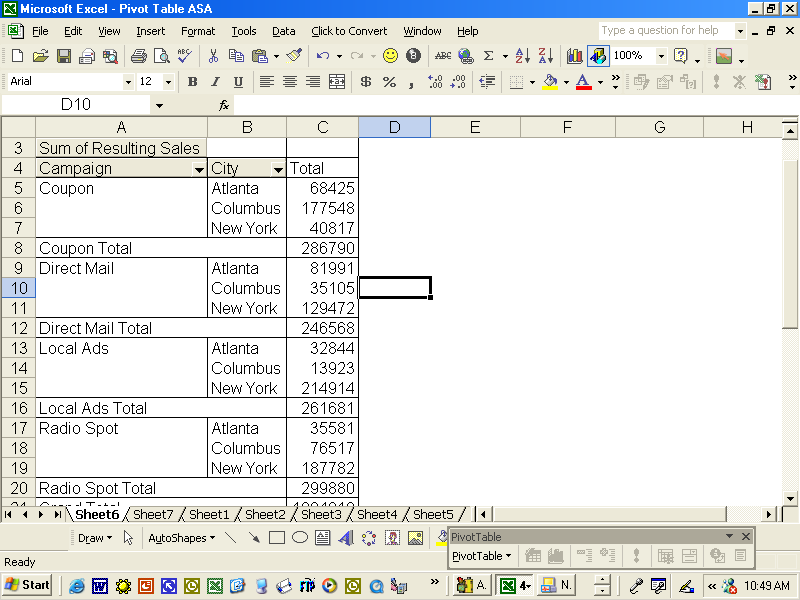 Microsoft Excel - Pivot Table ASA
File Edit View Insert Format Tools Data Click to Convert Window Help Type a question for help
ABC Σ 100%
Arial 12 B I U $ % ,
D10 fx
A B C D E F G H
3 Sum of Resulting Sales
4 Campaign City Total
5 Coupon Atlanta 68425
6 Columbus 177548
7 New York 40817
8 Coupon Total 286790
9 Direct Mail Atlanta 81991
10 Columbus 35105
11 New York 129472
12 Direct Mail Total 246568
13 Local Ads Atlanta 32844
14 Columbus 13923
15 New York 214914
16 Local Ads Total 261681
17 Radio Spot Atlanta 35581
18 Columbus 76517
19 New York 187782
20 Radio Spot Total 299880
Sheet6 Sheet7 Sheet1 Sheet2 Sheet3 Sheet4 Sheet5
Draw AutoShapes
PivotTable
PivotTable
Ready
Start A. 4 N. 10:49 AM